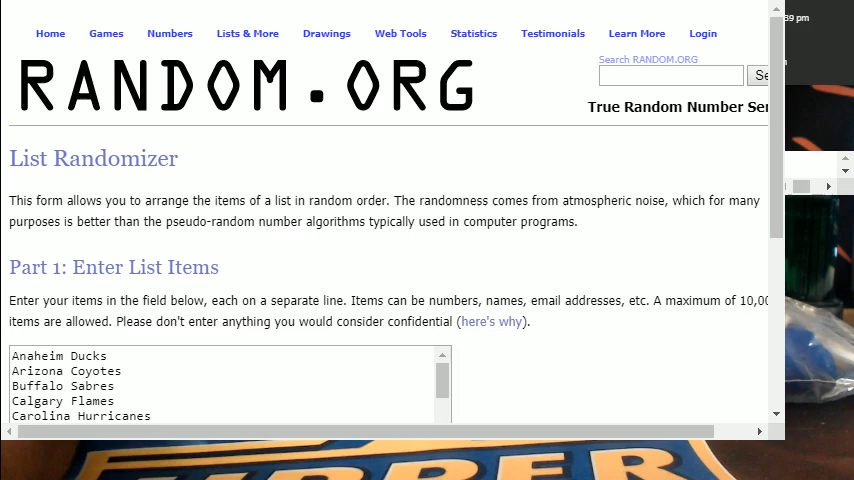 39 pm
Home Games Numbers Lists & More Drawings Web Tools Statistics Testimonials Learn More Login
Search RANDOM.ORG
RANDOM.ORG
Se
True Random Number Ser
List Randomizer
This form allows you to arrange the items of a list in random order. The randomness comes from atmospheric noise, which for many
purposes is better than the pseudo-random number algorithms typically used in computer programs.
Part 1: Enter List Items
Enter your items in the field below, each on a separate line. Items can be numbers, names, email addresses, etc. A maximum of 10,00
items are allowed. Please don't enter anything you would consider confidential (here's why).
Anaheim Ducks
Arizona Coyotes
Buffalo Sabres
Calgary Flames
Carolina Hurricanes